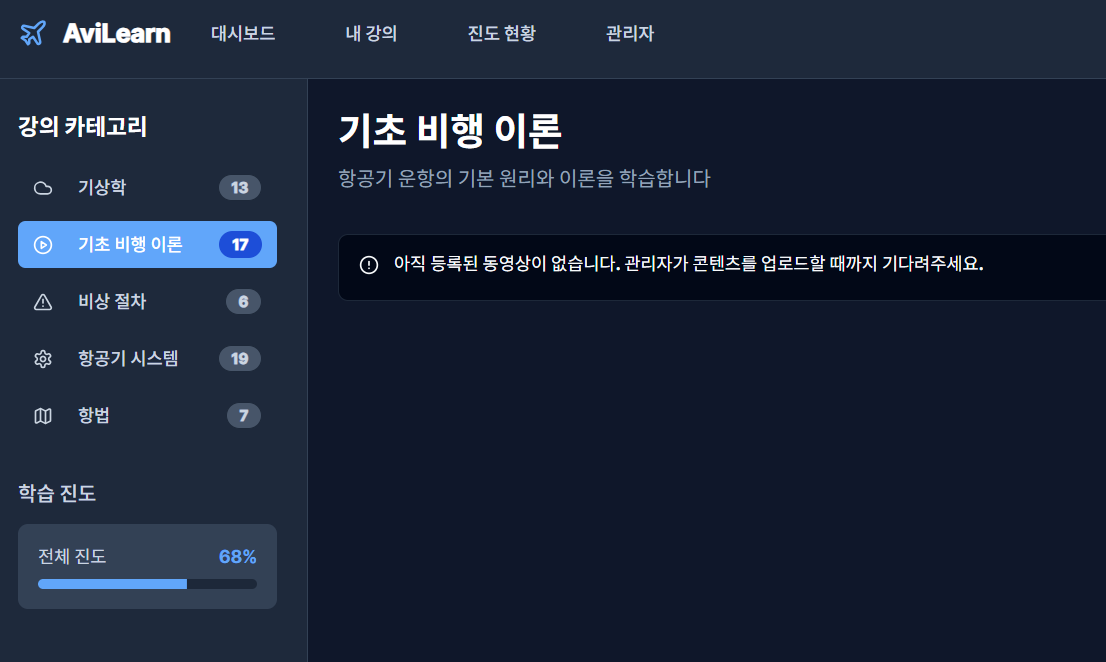 AviLearn 대시보드 내 강의 진도 현황 관리자
강의 카테고리
기상학 13
기초 비행 이론 17
비상 절차 6
항공기 시스템 19
항법 7
학습 진도
전체 진도 68%
기초 비행 이론
항공기 운항의 기본 원리와 이론을 학습합니다
아직 등록된 동영상이 없습니다. 관리자가 콘텐츠를 업로드할 때까지 기다려주세요.